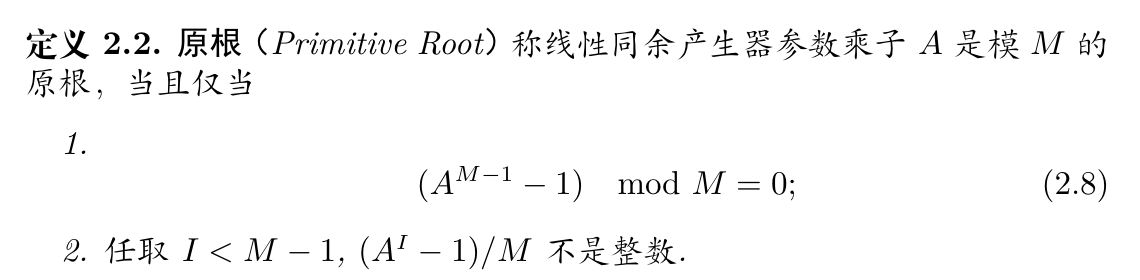 定义 2.2. 原根 (Primitive Root) 称线性同余产生器参数乘子 A 是模 M 的
原根，当且仅当
1.
(A^{M−1} − 1) mod M = 0; (2.8)
2. 任取 I < M − 1, (A^I − 1)/M 不是整数.